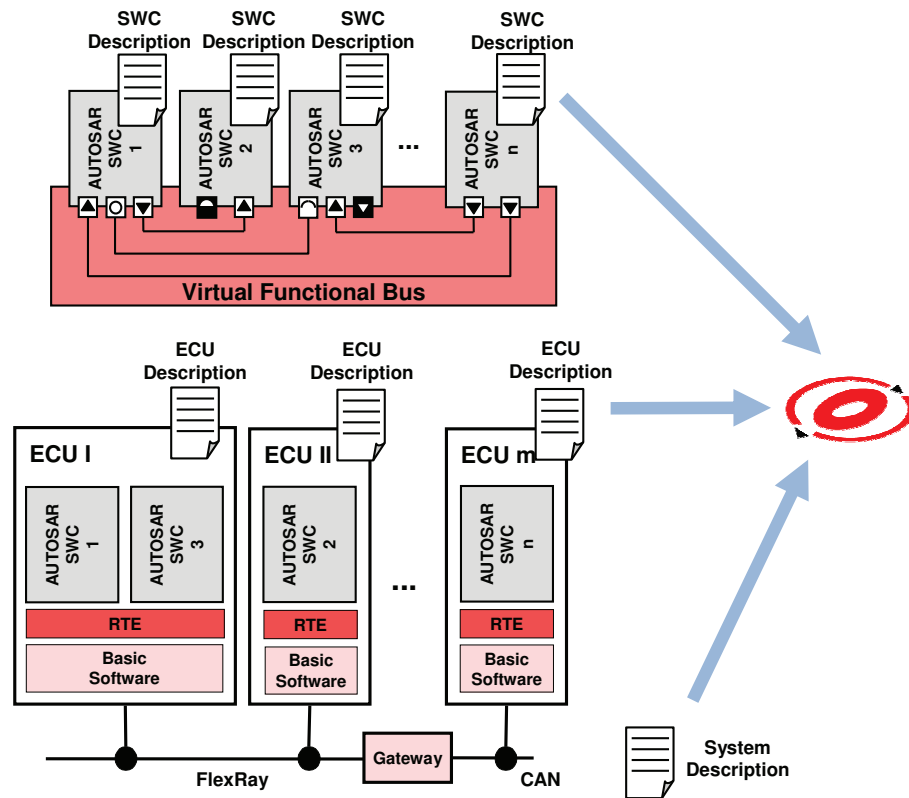 SWC
Description
SWC
Description
SWC
Description
SWC
Description
AUTOSAR
SWC
1
AUTOSAR
SWC
2
AUTOSAR
SWC
3
...
AUTOSAR
SWC
n
Virtual Functional Bus
ECU
Description
ECU
Description
ECU
Description
ECU I
ECU II
ECU m
AUTOSAR
SWC
1
AUTOSAR
SWC
3
AUTOSAR
SWC
2
...
AUTOSAR
SWC
n
RTE
RTE
RTE
Basic
Software
Basic
Software
Basic
Software
Gateway
FlexRay
CAN
System
Description